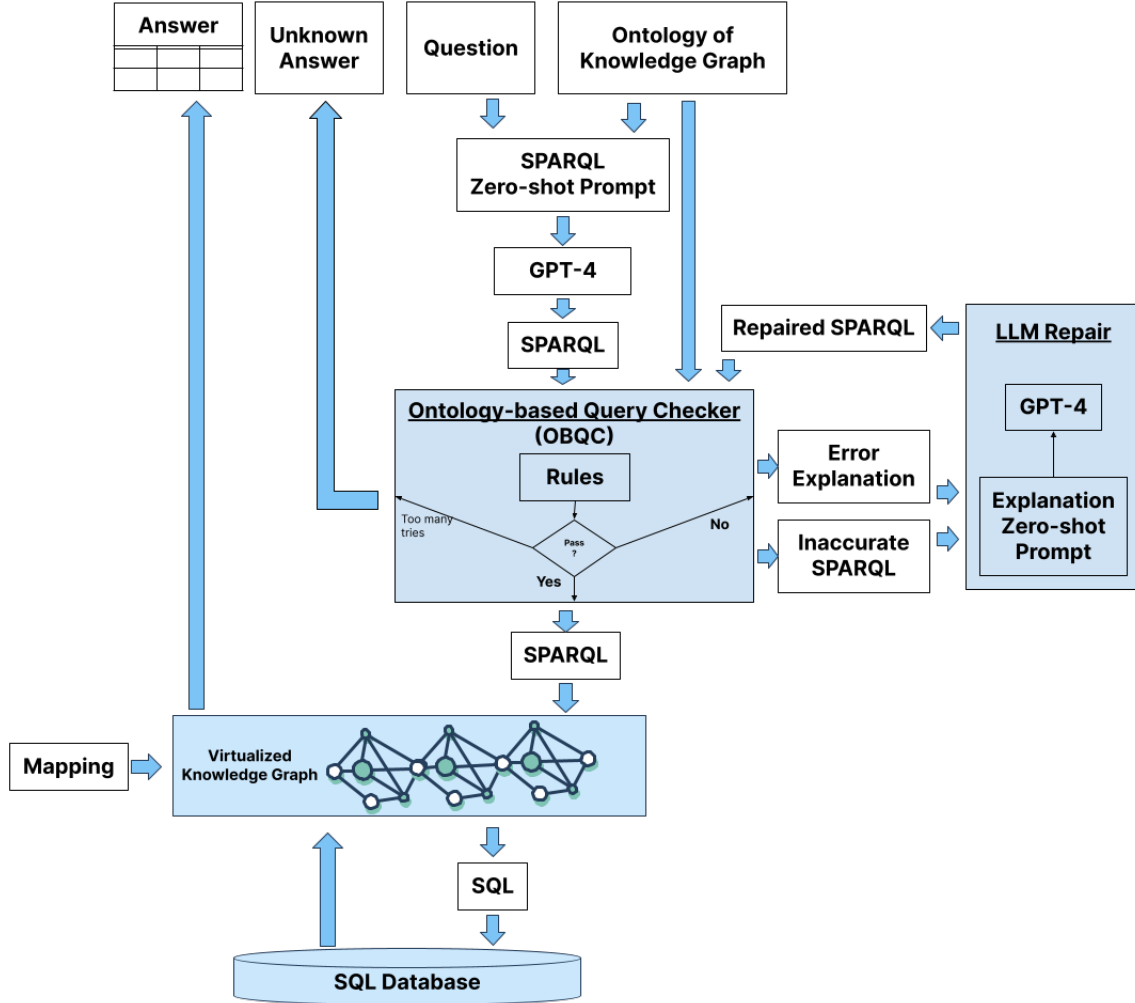 Answer
Unknown
Answer
Question
Ontology of
Knowledge Graph
SPARQL
Zero-shot Prompt
GPT-4
SPARQL
Repaired SPARQL
LLM Repair
GPT-4
Explanation
Zero-shot
Prompt
Ontology-based Query Checker
(OBQC)
Rules
Too many
tries
Pass
?
No
Yes
Error
Explanation
Inaccurate
SPARQL
SPARQL
Mapping
Virtualized
Knowledge Graph
SQL
SQL Database